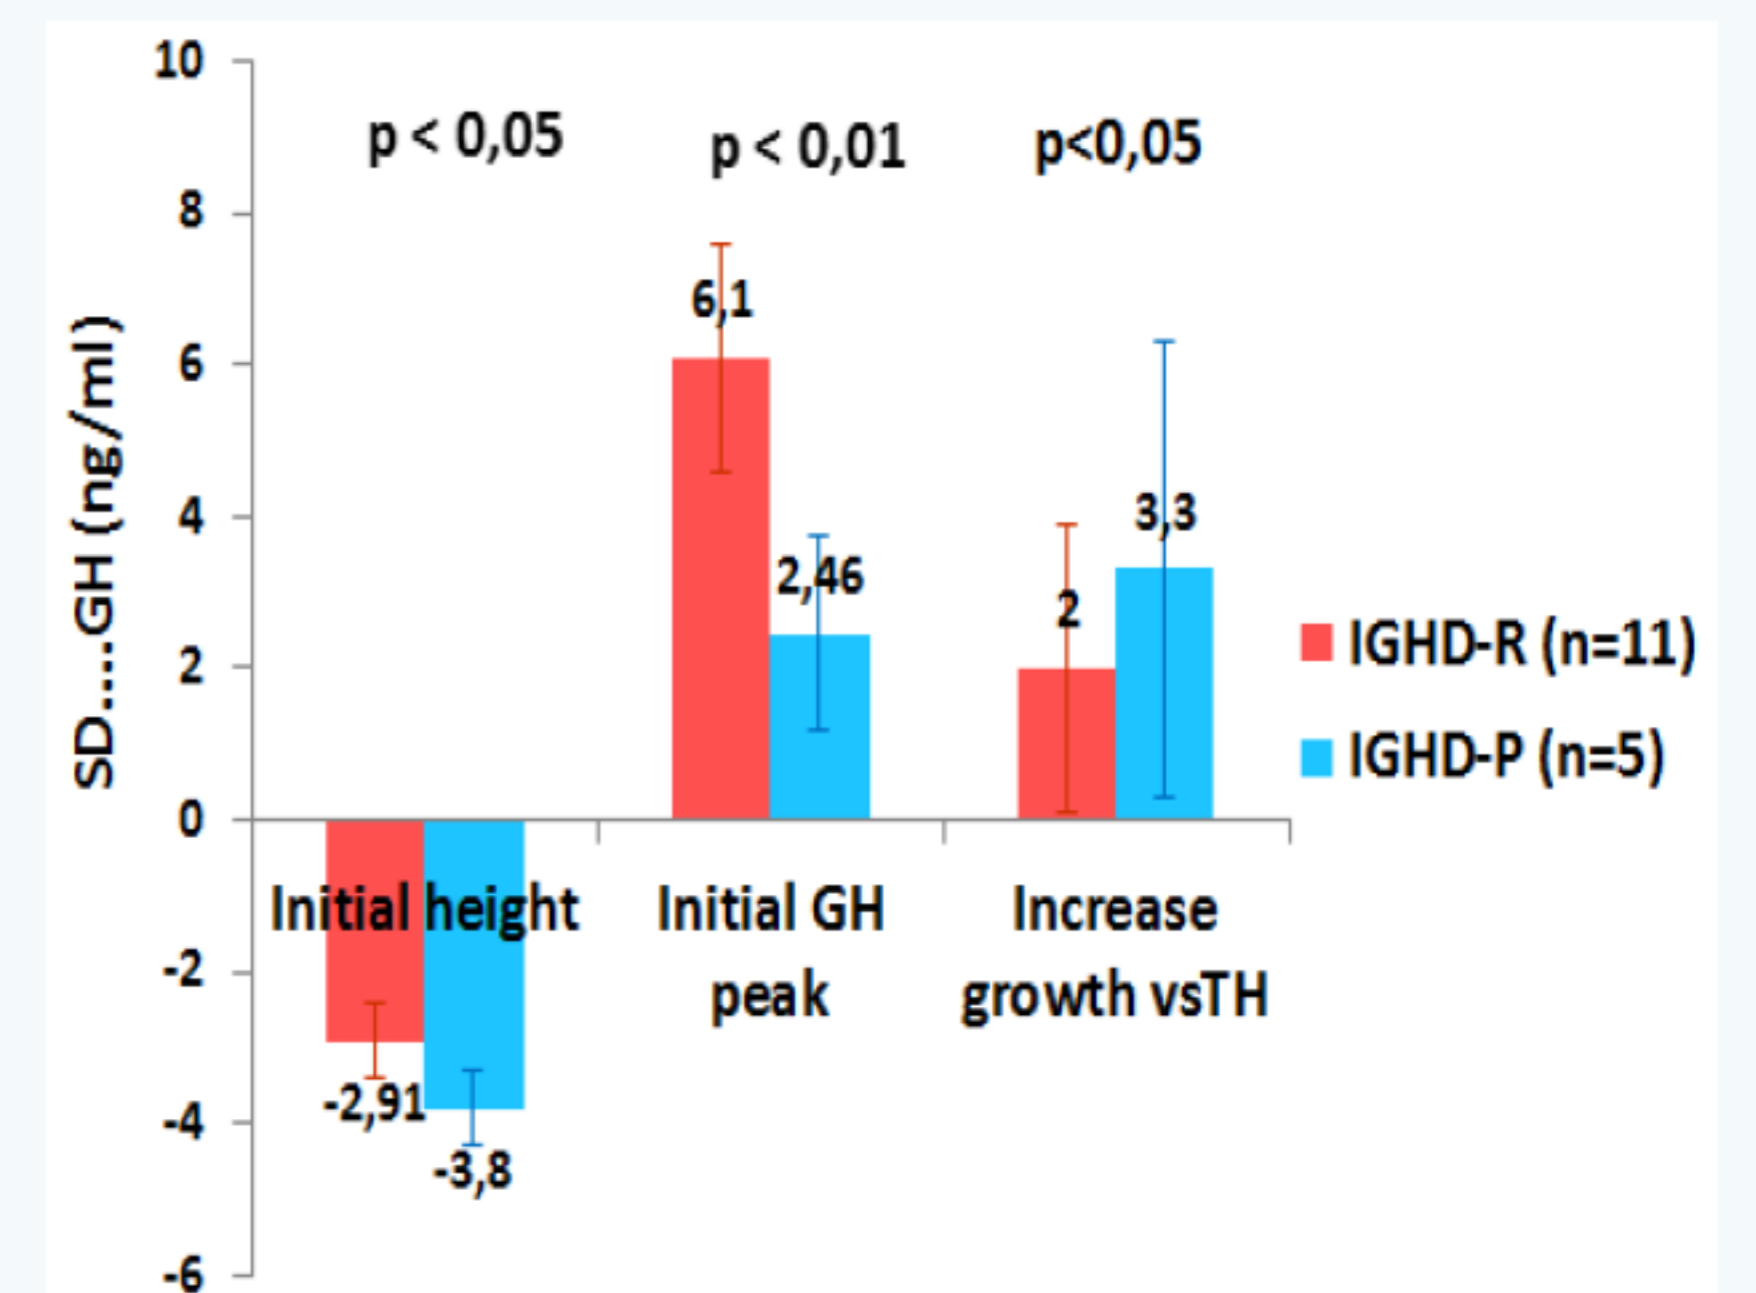 SD....GH (ng/ml)
10
8
6
4
2
0
-2
-4
-6
p < 0,05
p < 0,01
p<0,05
6,1
2,46
2
3,3
-2,91
-3,8
Initial height
Initial GH
peak
Increase
growth vsTH
IGHD-R (n=11)
IGHD-P (n=5)